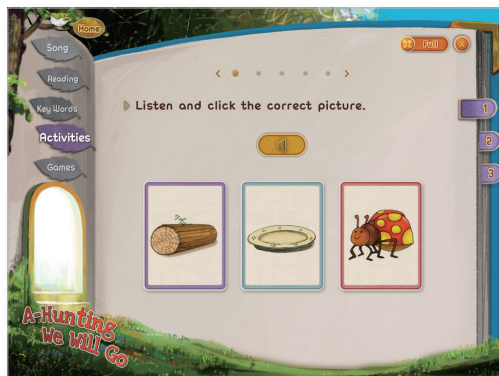 Home
Song
Reading
Key Words
Activities
Games
Full
Listen and click the correct picture.
1
2
3
A-Hunting
We Will Go